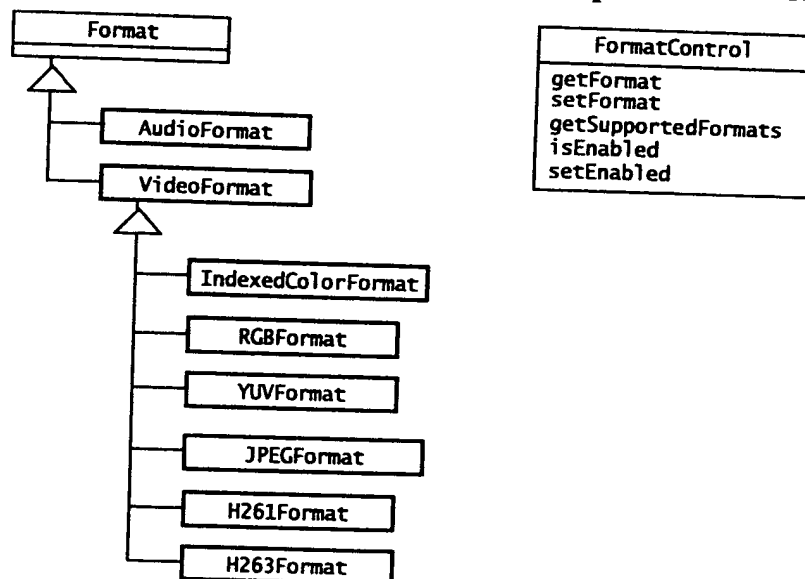 Format
AudioFormat
VideoFormat
IndexedColorFormat
RGBFormat
YUVFormat
JPEGFormat
H261Format
H263Format
FormatControl
getFormat
setFormat
getSupportedFormats
isEnabled
setEnabled